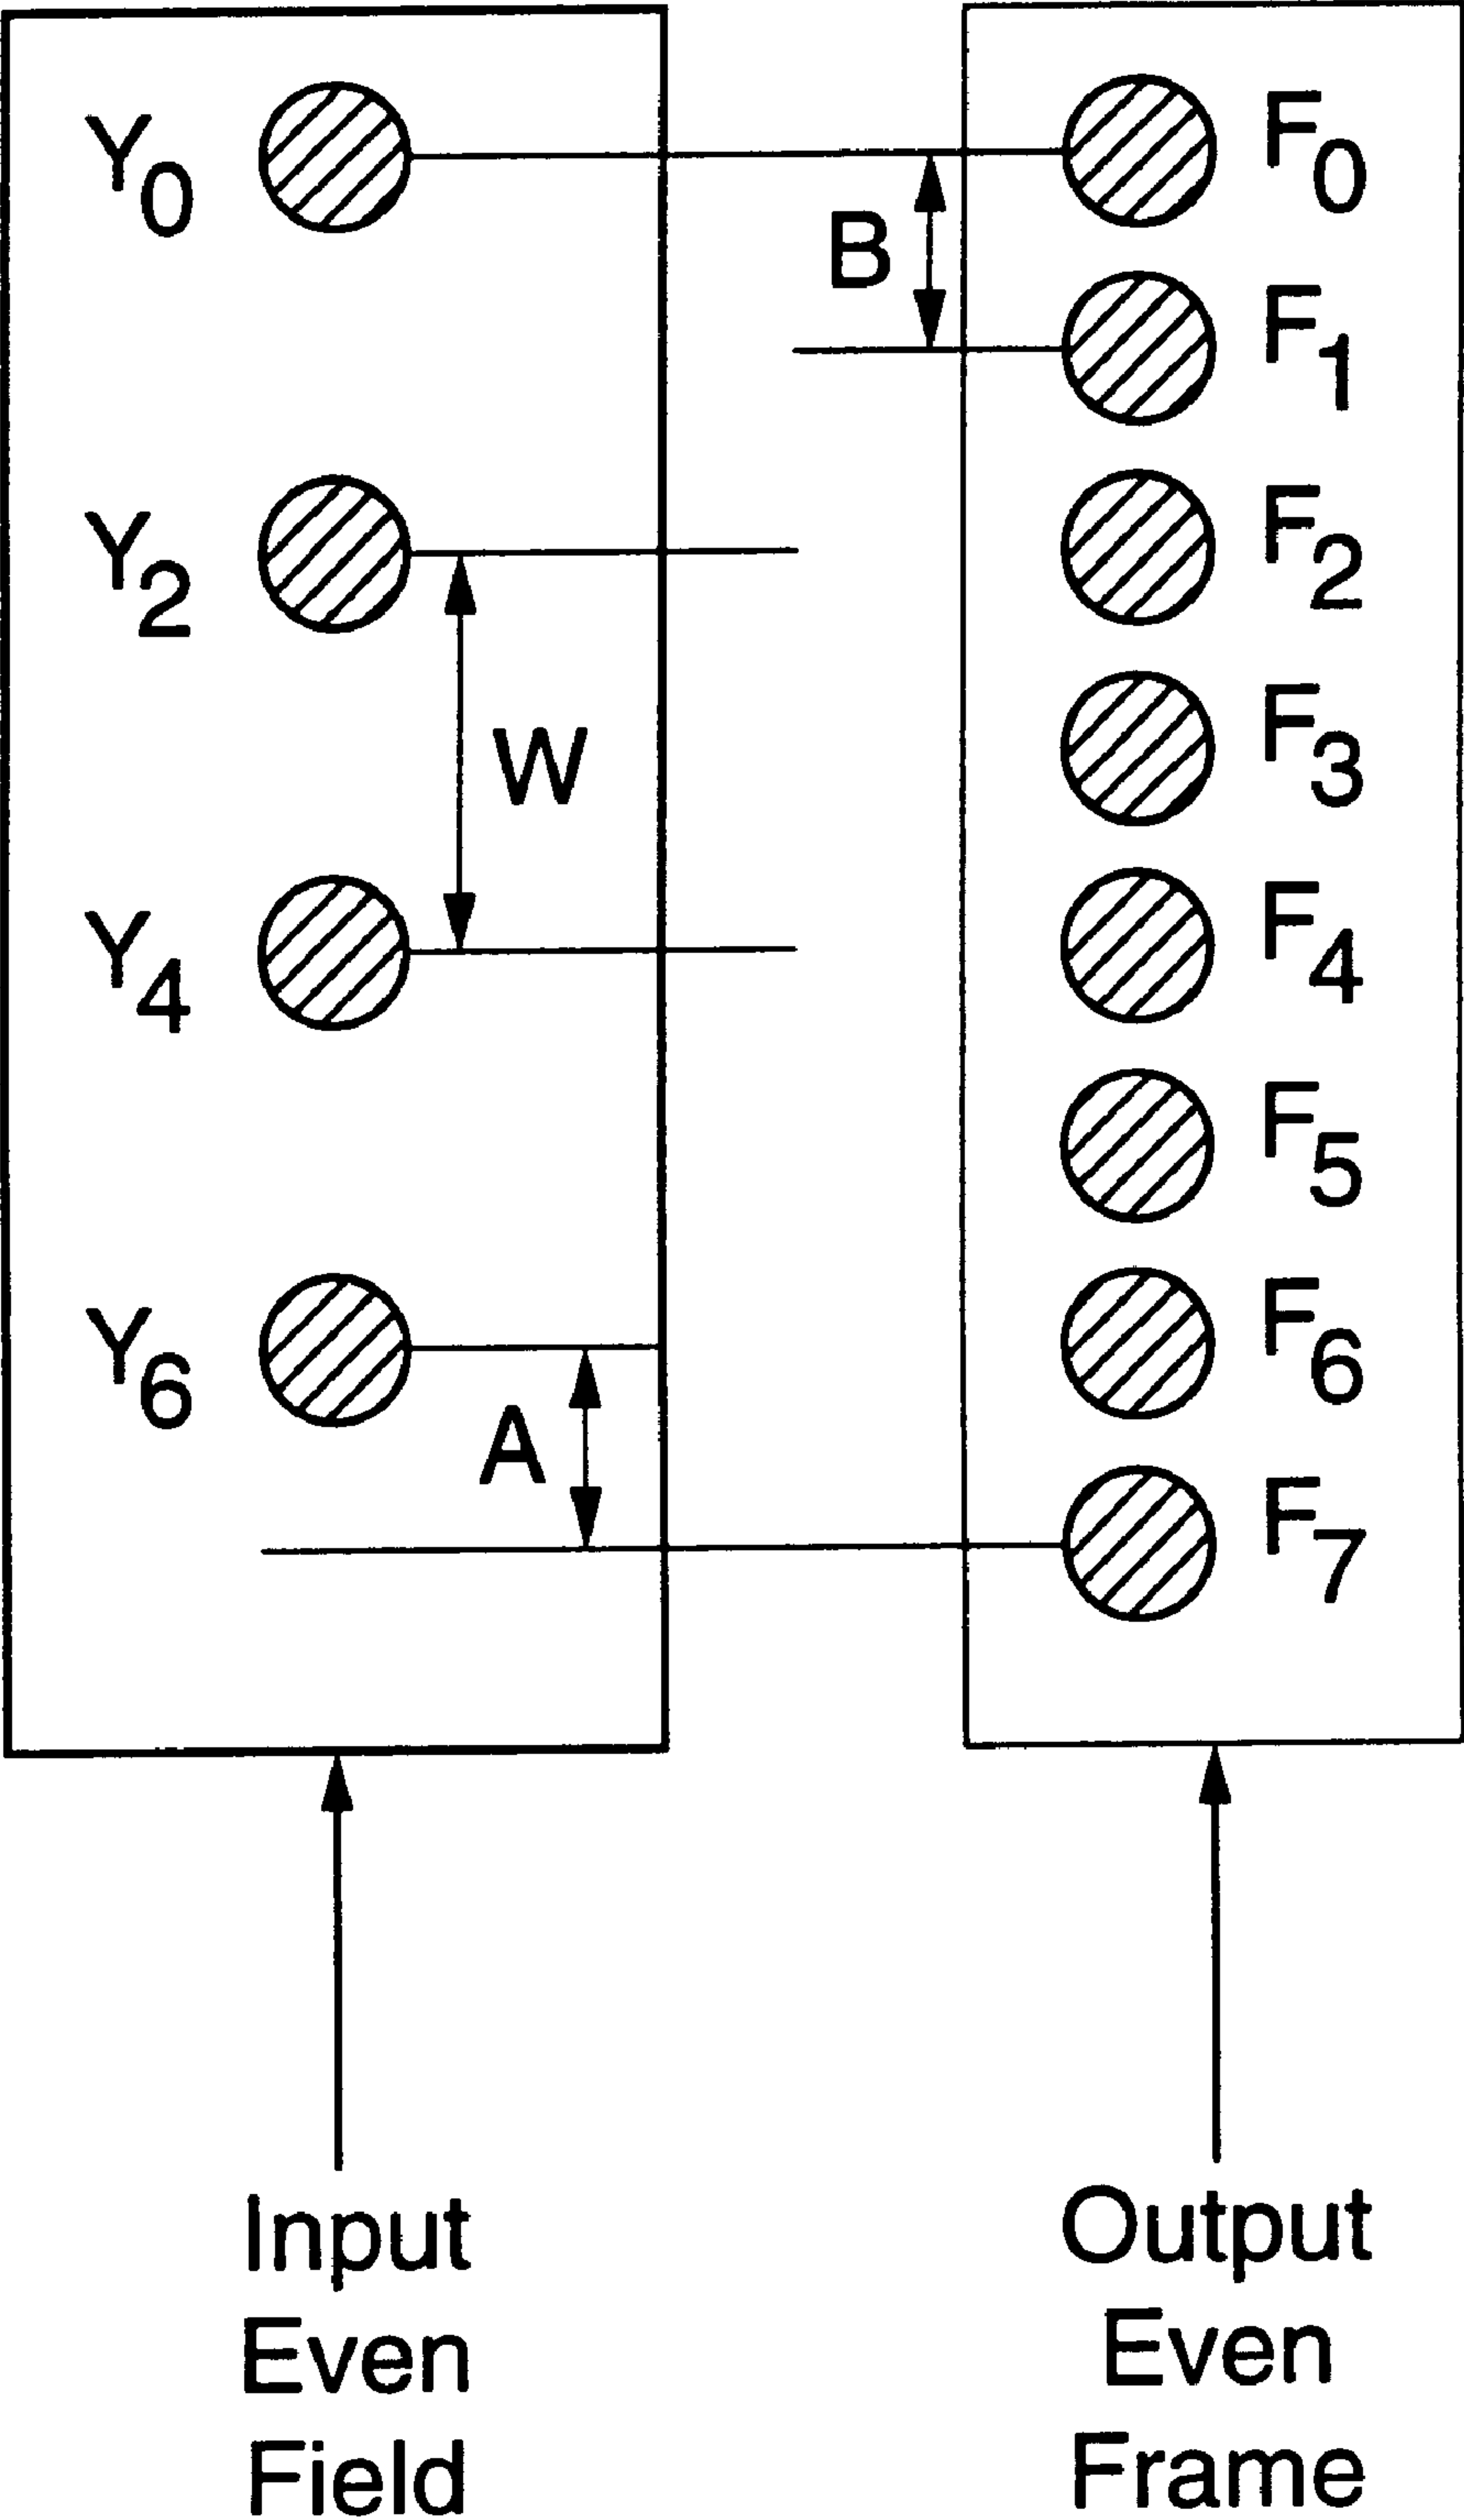 Y0
F0
B
F1
Y2
F2
W
F3
Y4
F4
F5
Y6
F6
A
F7
Input
Even
Field
Output
Even
Frame